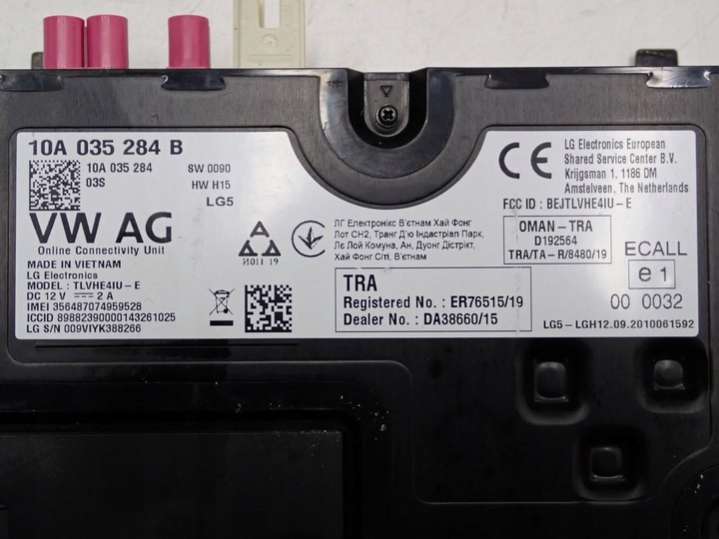 10A 035 284 B
10A 035 284
03S
SW 0090
HW H15
LG5
VW AG
Online Connectivity Unit
MADE IN VIETNAM
LG Electronics
MODEL : TLVHE4IU - E
DC 12 V ⎓ 2 A
IMEI 356487074959528
ICCID 89882390000143261025
LG S/N 009VIYK388266
И011 19
ЛГ Електронікс В'єтнам Хай Фонг
Лот CH2, Транг Д'ю Індастріал Парк,
Лє Лой Комуна, Ан, Дуонг Дістрікт,
Хай Фонг Сіті, В'єтнам
TRA
Registered No. : ER76515/19
Dealer No. : DA38660/15
CE
LG Electronics European
Shared Service Center B.V.
Krijgsman 1, 1186 DM
Amstelveen, The Netherlands
FCC ID : BEJTLVHE4IU - E
OMAN - TRA
D192564
TRA/TA - R/8480/19
ECALL
e 1
00 0032
LG5 - LGH12.09.2010061592